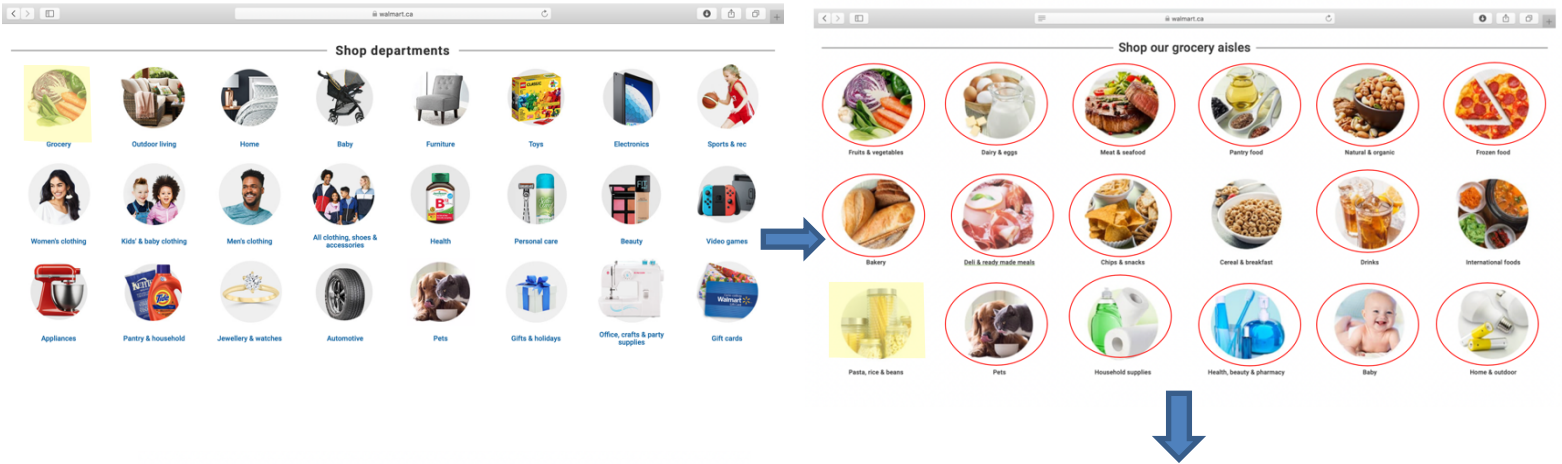 walmart.ca
Shop departments
Grocery
Outdoor living
Home
Baby
Furniture
Toys
Electronics
Sports & rec
Women's clothing
Kids' & baby clothing
Men's clothing
All clothing, shoes &
accessories
Health
Personal care
Beauty
Video games
Appliances
Pantry & household
Jewellery & watches
Automotive
Pets
Gifts & holidays
Office, crafts & party
supplies
Gift cards
CLASSIC
Tide
Walmart
walmart.ca
Shop our grocery aisles
Fruits & vegetables
Dairy & eggs
Meat & seafood
Pantry food
Natural & organic
Frozen food
Bakery
Deli & ready made meals
Chips & snacks
Cereal & breakfast
Drinks
International foods
Pasta, rice & beans
Pets
Household supplies
Health, beauty & pharmacy
Baby
Home & outdoor